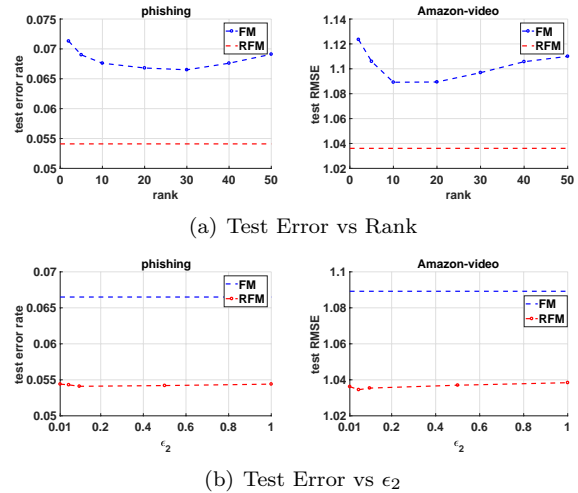 phishing
FM
RFM
test error rate
0.075
0.07
0.065
0.06
0.055
0.05
0 10 20 30 40 50
rank
Amazon-video
FM
RFM
test RMSE
1.14
1.12
1.1
1.08
1.06
1.04
1.02
0 10 20 30 40 50
rank
(a) Test Error vs Rank
phishing
FM
RFM
test error rate
0.07
0.065
0.06
0.055
0.05
0.01 0.2 0.4 0.6 0.8 1
ϵ2
Amazon-video
FM
RFM
test RMSE
1.1
1.08
1.06
1.04
1.02
0.01 0.2 0.4 0.6 0.8 1
ϵ2
(b) Test Error vs ϵ2